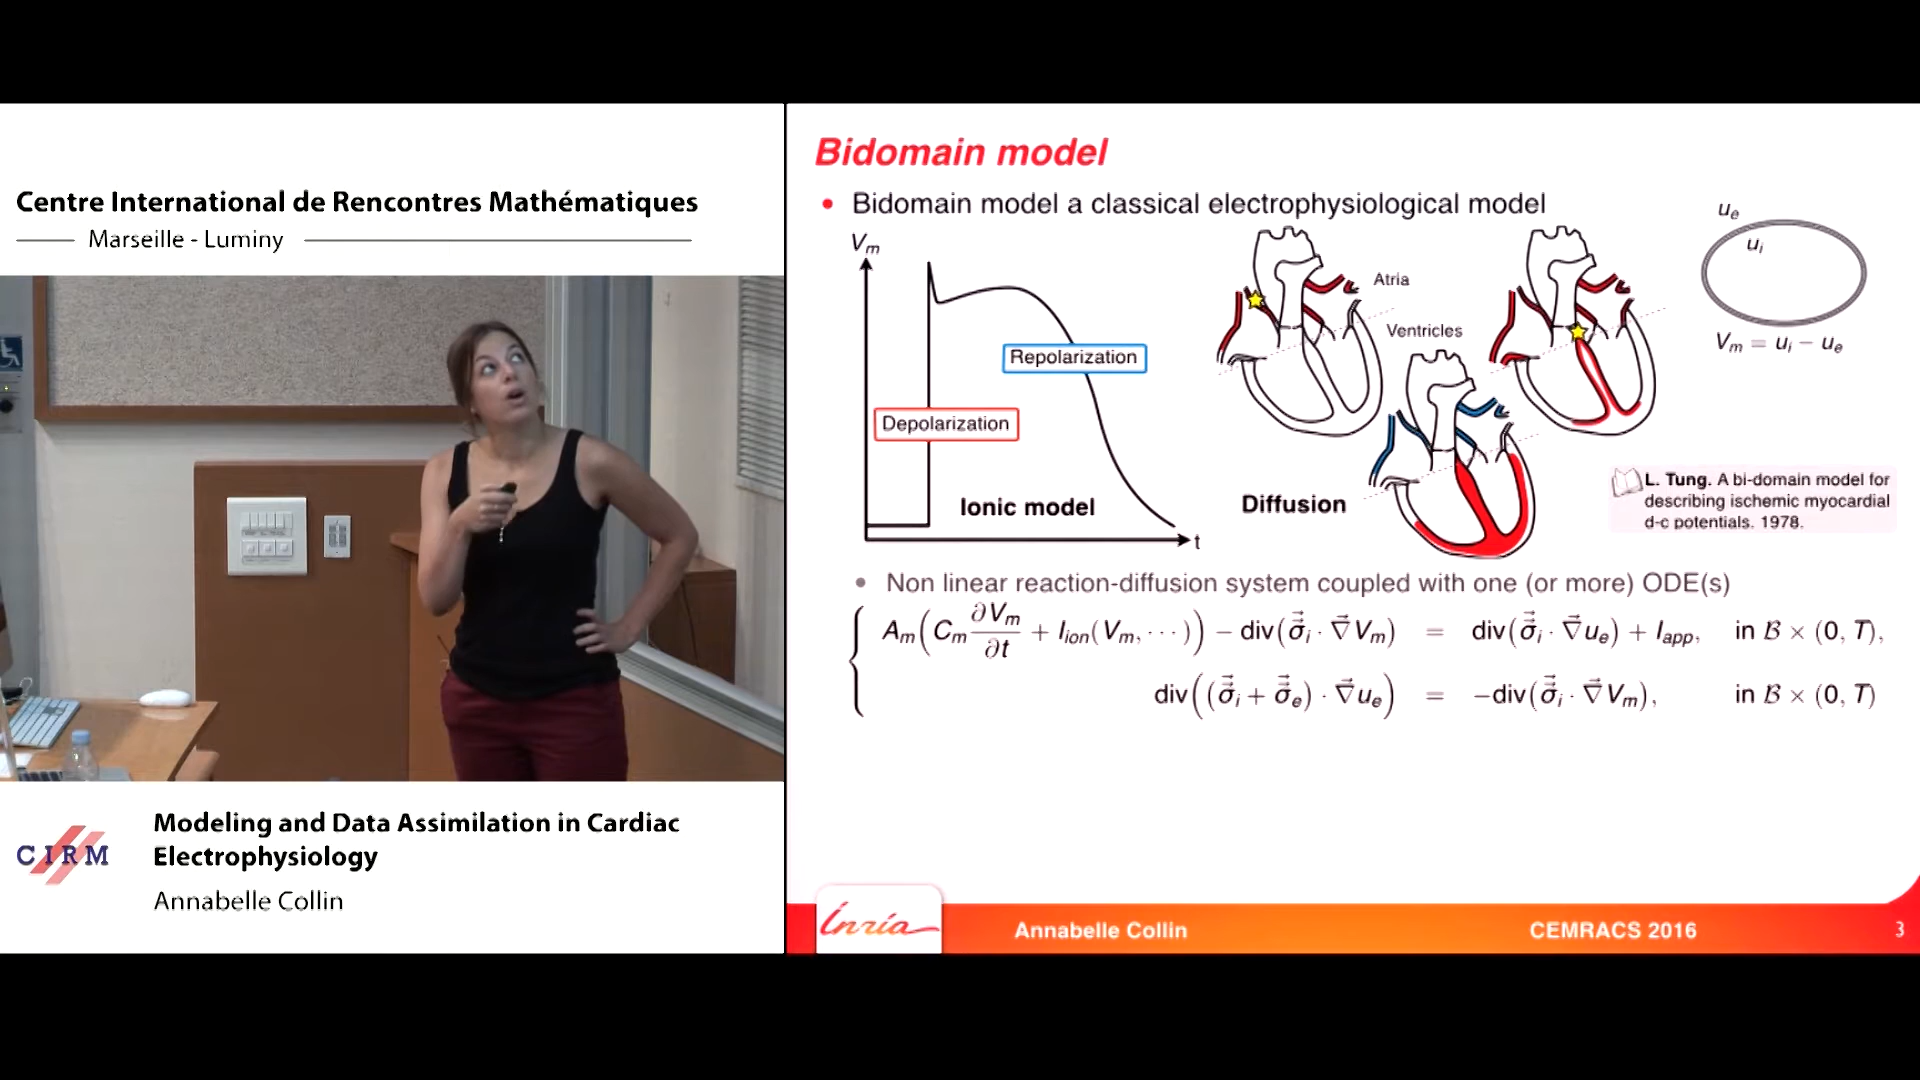 Centre International de Rencontres Mathématiques
Marseille - Luminy
Modeling and Data Assimilation in Cardiac
Electrophysiology
Annabelle Collin
CIRM
Bidomain model
• Bidomain model a classical electrophysiological model
V_m
Depolarization
Repolarization
Ionic model
t
Atria
Ventricles
Diffusion
u_e
u_i
V_m = u_i − u_e
L. Tung. A bi-domain model for
describing ischemic myocardial
d-c potentials. 1978.
• Non linear reaction-diffusion system coupled with one (or more) ODE(s)
A_m(C_m ∂V_m/∂t + I_ion(V_m, ⋯)) − div(σ⃗⃗_i · ∇⃗V_m) = div(σ⃗⃗_i · ∇⃗u_e) + I_app, in B × (0, T),
div((σ⃗⃗_i + σ⃗⃗_e) · ∇⃗u_e) = −div(σ⃗⃗_i · ∇⃗V_m), in B × (0, T)
Inria
Annabelle Collin
CEMRACS 2016
3